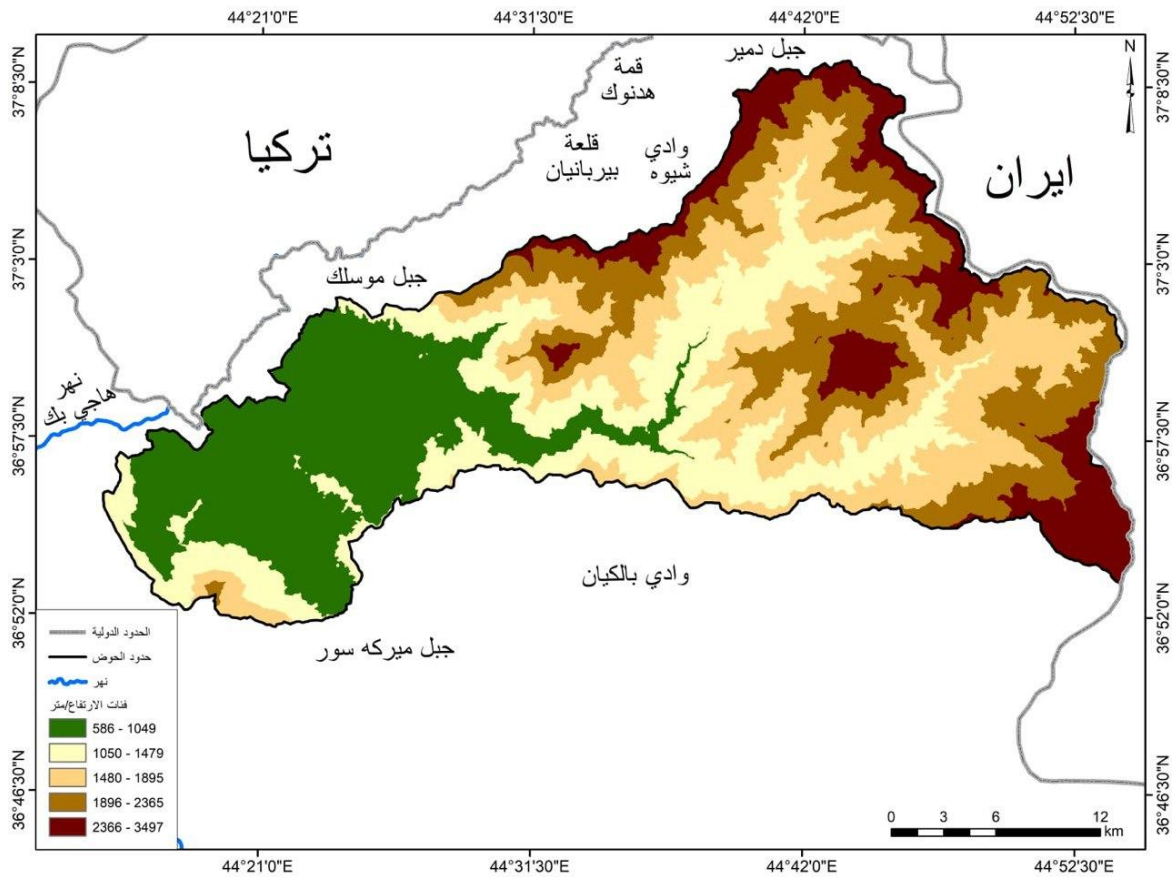 44°21'0"E
44°31'30"E
44°42'0"E
44°52'30"E
37°8'30"N
37°3'0"N
36°57'30"N
36°52'0"N
36°46'30"N
37°8'30"N
37°3'0"N
36°57'30"N
36°52'0"N
36°46'30"N
N
جبل دمير
قمة
هدنوك
تركيا
قلعة
بيربانيان
وادي
شيوه
ايران
جبل موسلك
نهر
هاجي بك
وادي بالكيان
جبل ميركه سور
الحدود الدولية
حدود الحوض
نهر
فئات الارتفاع/متر
586 - 1049
1050 - 1479
1480 - 1895
1896 - 2365
2366 - 3497
0 3 6 12
km
44°21'0"E
44°31'30"E
44°42'0"E
44°52'30"E